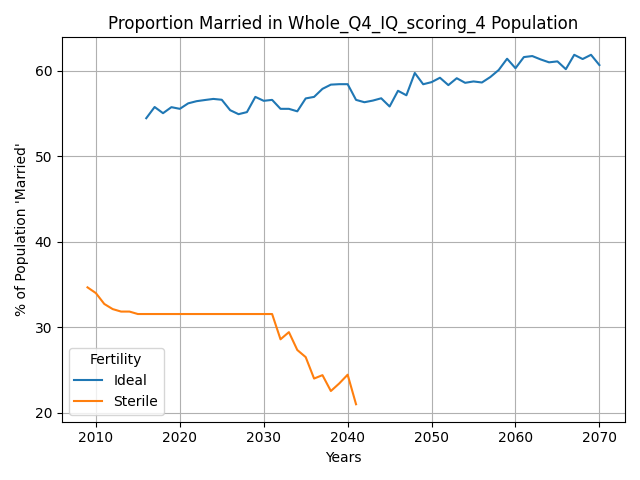 Proportion Married in Whole_Q4_IQ_scoring_4 Population
% of Population 'Married'
60
50
40
30
20
Fertility
Ideal
Sterile
2010 2020 2030 2040 2050 2060 2070
Years